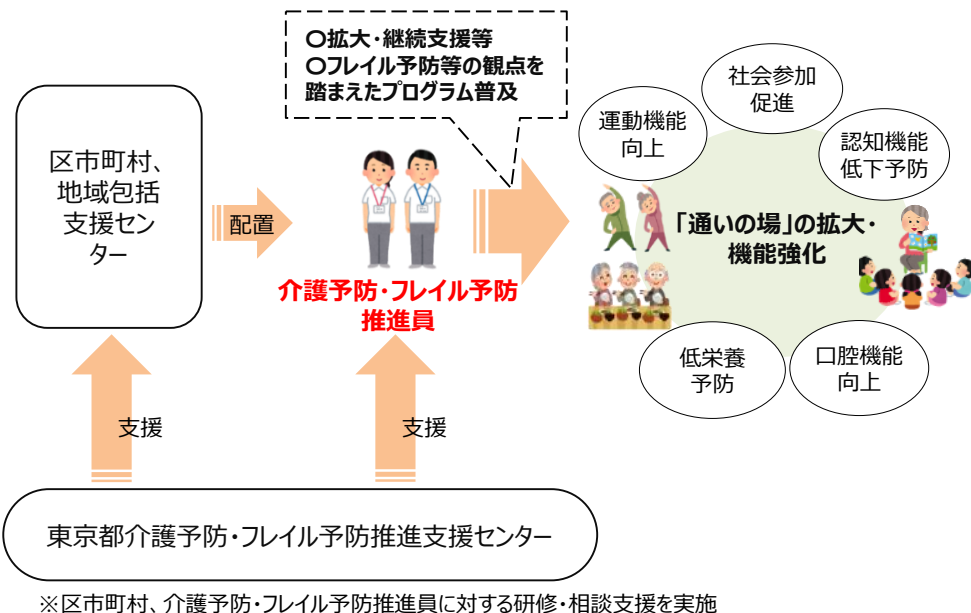 〇拡大・継続支援等
〇フレイル予防等の観点を
踏まえたプログラム普及
区市町村、
地域包括
支援セン
ター
配置
介護予防・フレイル予防
推進員
社会参加
促進
運動機能
向上
認知機能
低下予防
「通いの場」の拡大・
機能強化
低栄養
予防
口腔機能
向上
支援
支援
東京都介護予防・フレイル予防推進支援センター
※区市町村、介護予防・フレイル予防推進員に対する研修・相談支援を実施